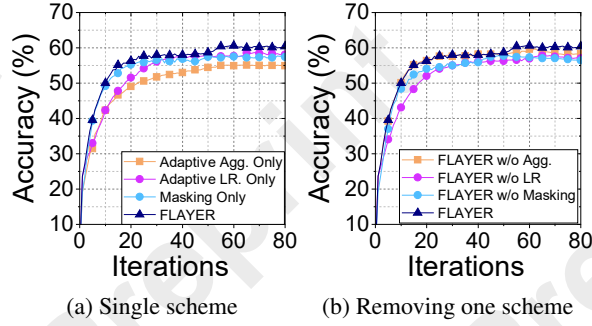 70
60
50
40
30
20
10
Accuracy (%)
0 20 40 60 80
Iterations
Adaptive Agg. Only
Adaptive LR. Only
Masking Only
FLAYER
(a) Single scheme
70
60
50
40
30
20
10
Accuracy (%)
0 20 40 60 80
Iterations
FLAYER w/o Agg.
FLAYER w/o LR
FLAYER w/o Masking
FLAYER
(b) Removing one scheme
preprint